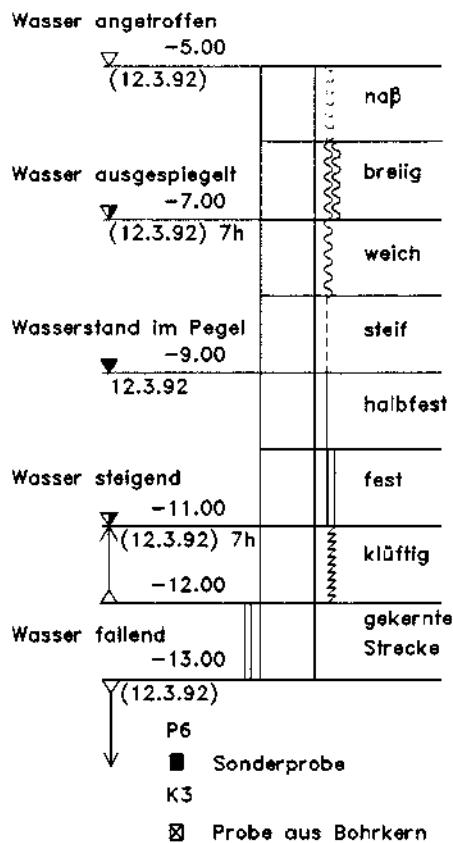 Wasser angetroffen
-5.00
(12.3.92)
naβ
breiig
Wasser ausgespiegelt
-7.00
(12.3.92) 7h
weich
Wasserstand im Pegel
-9.00
12.3.92
steif
halbfest
Wasser steigend
-11.00
(12.3.92) 7h
fest
klüftig
-12.00
Wasser fallend
-13.00
(12.3.92)
gekernte
Strecke
P6
Sonderprobe
K3
Probe aus Bohrkern